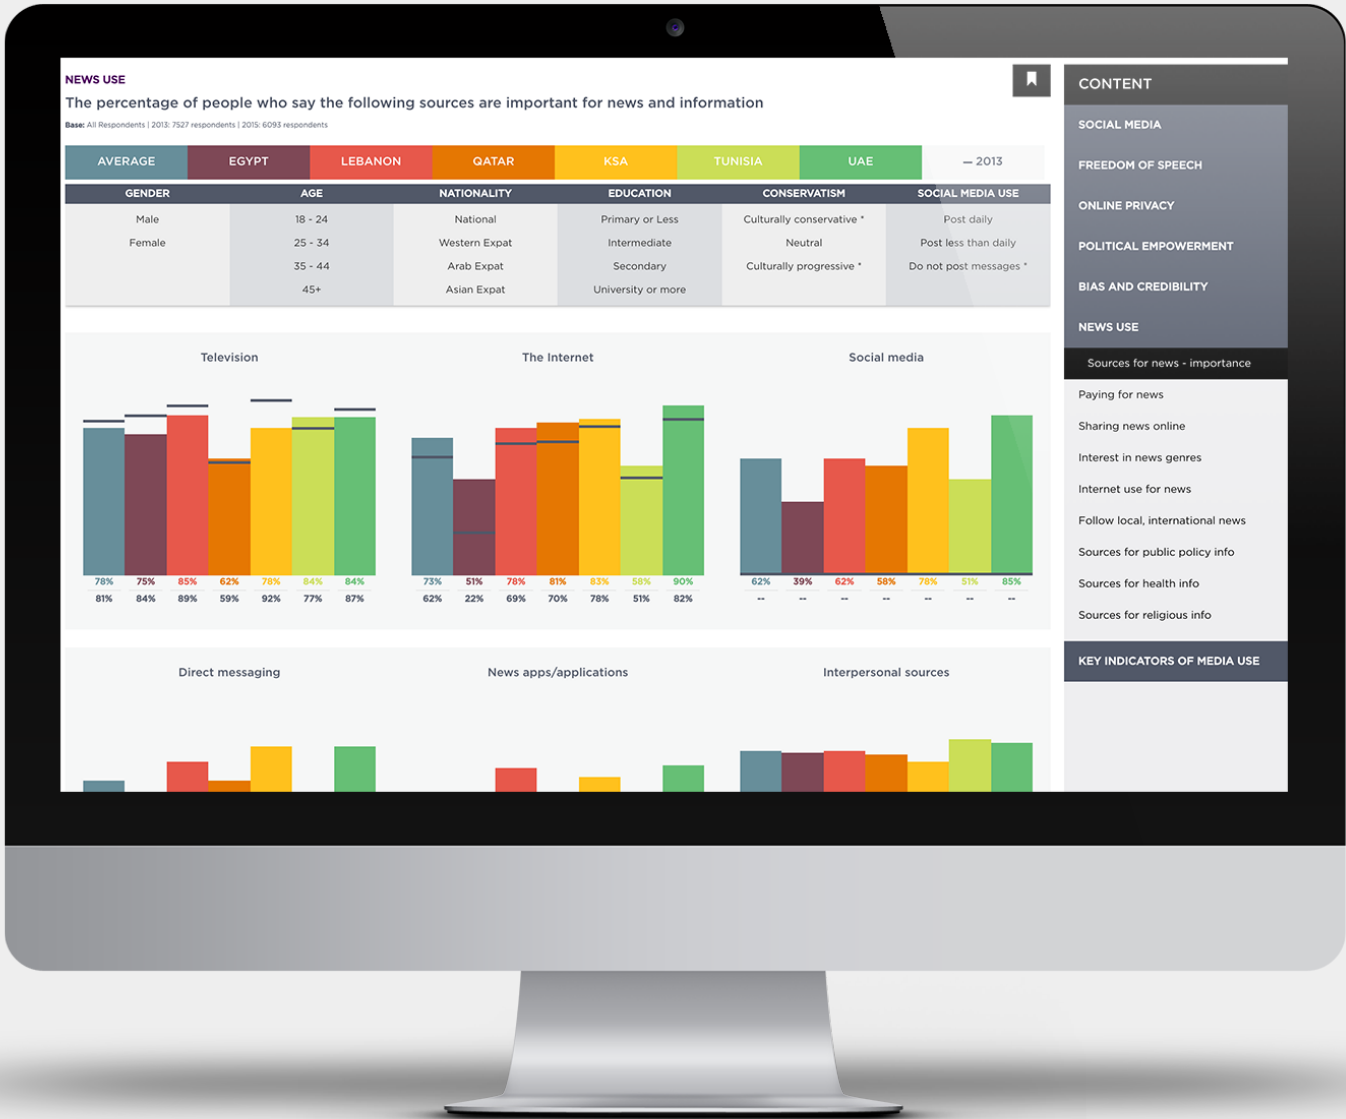 NEWS USE
The percentage of people who say the following sources are important for news and information
Base: All Respondents | 2013: 7527 respondents | 2015: 6093 respondents
AVERAGE EGYPT LEBANON QATAR KSA TUNISIA UAE — 2013
GENDER AGE NATIONALITY EDUCATION CONSERVATISM SOCIAL MEDIA USE
Male 18 - 24 National Primary or Less Culturally conservative * Post daily
Female 25 - 34 Western Expat Intermediate Neutral Post less than daily
35 - 44 Arab Expat Secondary Culturally progressive * Do not post messages *
45+ Asian Expat University or more
Television The Internet Social media
78% 75% 85% 62% 78% 84% 84% 73% 51% 78% 81% 83% 58% 90% 62% 39% 62% 58% 78% 51% 85%
81% 84% 89% 59% 92% 77% 87% 62% 22% 69% 70% 78% 51% 82% -- -- -- -- -- -- --
Direct messaging News apps/applications Interpersonal sources
CONTENT
SOCIAL MEDIA
FREEDOM OF SPEECH
ONLINE PRIVACY
POLITICAL EMPOWERMENT
BIAS AND CREDIBILITY
NEWS USE
Sources for news - importance
Paying for news
Sharing news online
Interest in news genres
Internet use for news
Follow local, international news
Sources for public policy info
Sources for health info
Sources for religious info
KEY INDICATORS OF MEDIA USE